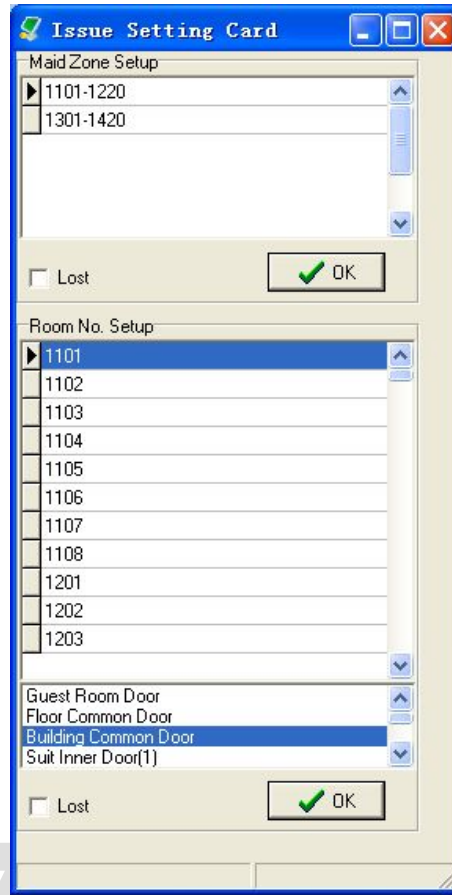 Issue Setting Card
Maid Zone Setup
1101-1220
1301-1420
Lost
OK
Room No. Setup
1101
1102
1103
1104
1105
1106
1107
1108
1201
1202
1203
Guest Room Door
Floor Common Door
Building Common Door
Suit Inner Door(1)
Lost
OK